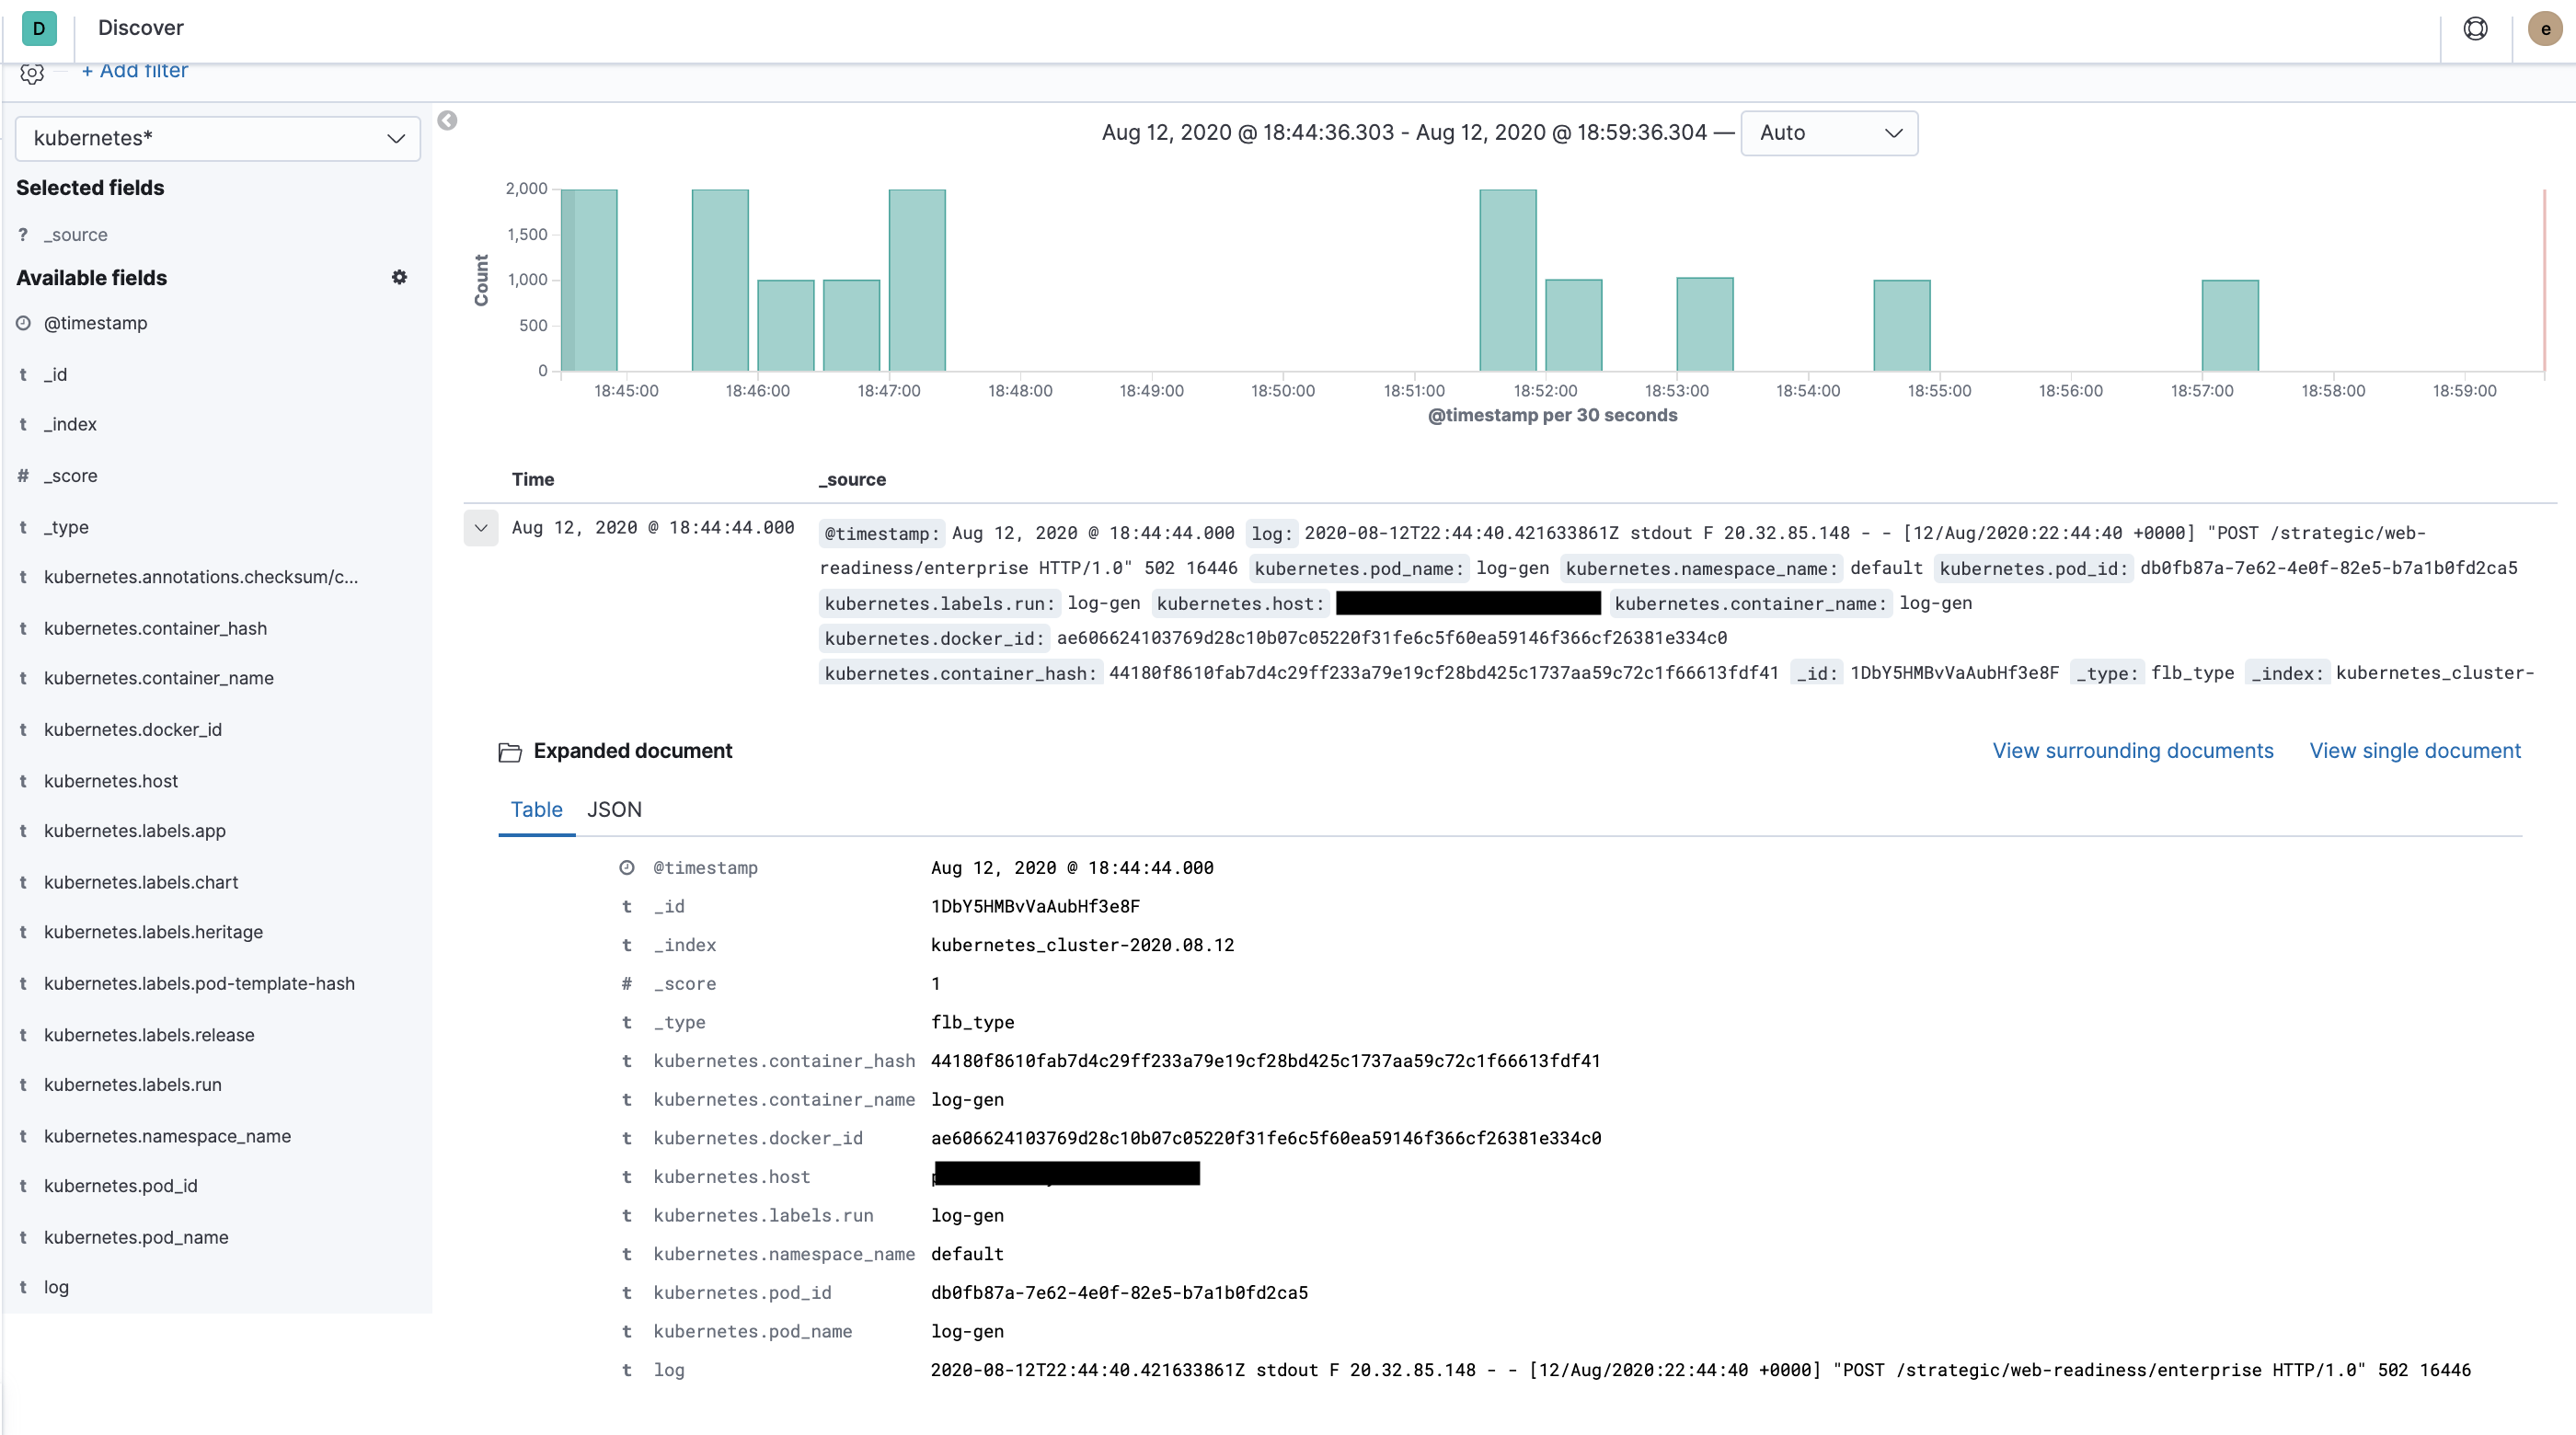 D Discover e
+ Add filter
kubernetes*
Selected fields
? _source
Available fields
@timestamp
t _id
t _index
# _score
t _type
t kubernetes.annotations.checksum/c...
t kubernetes.container_hash
t kubernetes.container_name
t kubernetes.docker_id
t kubernetes.host
t kubernetes.labels.app
t kubernetes.labels.chart
t kubernetes.labels.heritage
t kubernetes.labels.pod-template-hash
t kubernetes.labels.release
t kubernetes.labels.run
t kubernetes.namespace_name
t kubernetes.pod_id
t kubernetes.pod_name
t log
Aug 12, 2020 @ 18:44:36.303 - Aug 12, 2020 @ 18:59:36.304 — Auto
Count
2,000
1,500
1,000
500
0
18:45:00 18:46:00 18:47:00 18:48:00 18:49:00 18:50:00 18:51:00 18:52:00 18:53:00 18:54:00 18:55:00 18:56:00 18:57:00 18:58:00 18:59:00
@timestamp per 30 seconds
Time _source
Aug 12, 2020 @ 18:44:44.000 @timestamp: Aug 12, 2020 @ 18:44:44.000 log: 2020-08-12T22:44:40.421633861Z stdout F 20.32.85.148 - - [12/Aug/2020:22:44:40 +0000] "POST /strategic/web-
readiness/enterprise HTTP/1.0" 502 16446 kubernetes.pod_name: log-gen kubernetes.namespace_name: default kubernetes.pod_id: db0fb87a-7e62-4e0f-82e5-b7a1b0fd2ca5
kubernetes.labels.run: log-gen kubernetes.host: kubernetes.container_name: log-gen
kubernetes.docker_id: ae606624103769d28c10b07c05220f31fe6c5f60ea59146f366cf26381e334c0
kubernetes.container_hash: 44180f8610fab7d4c29ff233a79e19cf28bd425c1737aa59c72c1f66613fdf41 _id: 1DbY5HMBvVaAubHf3e8F _type: flb_type _index: kubernetes_cluster-
Expanded document View surrounding documents View single document
Table JSON
@timestamp Aug 12, 2020 @ 18:44:44.000
t _id 1DbY5HMBvVaAubHf3e8F
t _index kubernetes_cluster-2020.08.12
# _score 1
t _type flb_type
t kubernetes.container_hash 44180f8610fab7d4c29ff233a79e19cf28bd425c1737aa59c72c1f66613fdf41
t kubernetes.container_name log-gen
t kubernetes.docker_id ae606624103769d28c10b07c05220f31fe6c5f60ea59146f366cf26381e334c0
t kubernetes.host
t kubernetes.labels.run log-gen
t kubernetes.namespace_name default
t kubernetes.pod_id db0fb87a-7e62-4e0f-82e5-b7a1b0fd2ca5
t kubernetes.pod_name log-gen
t log 2020-08-12T22:44:40.421633861Z stdout F 20.32.85.148 - - [12/Aug/2020:22:44:40 +0000] "POST /strategic/web-readiness/enterprise HTTP/1.0" 502 16446